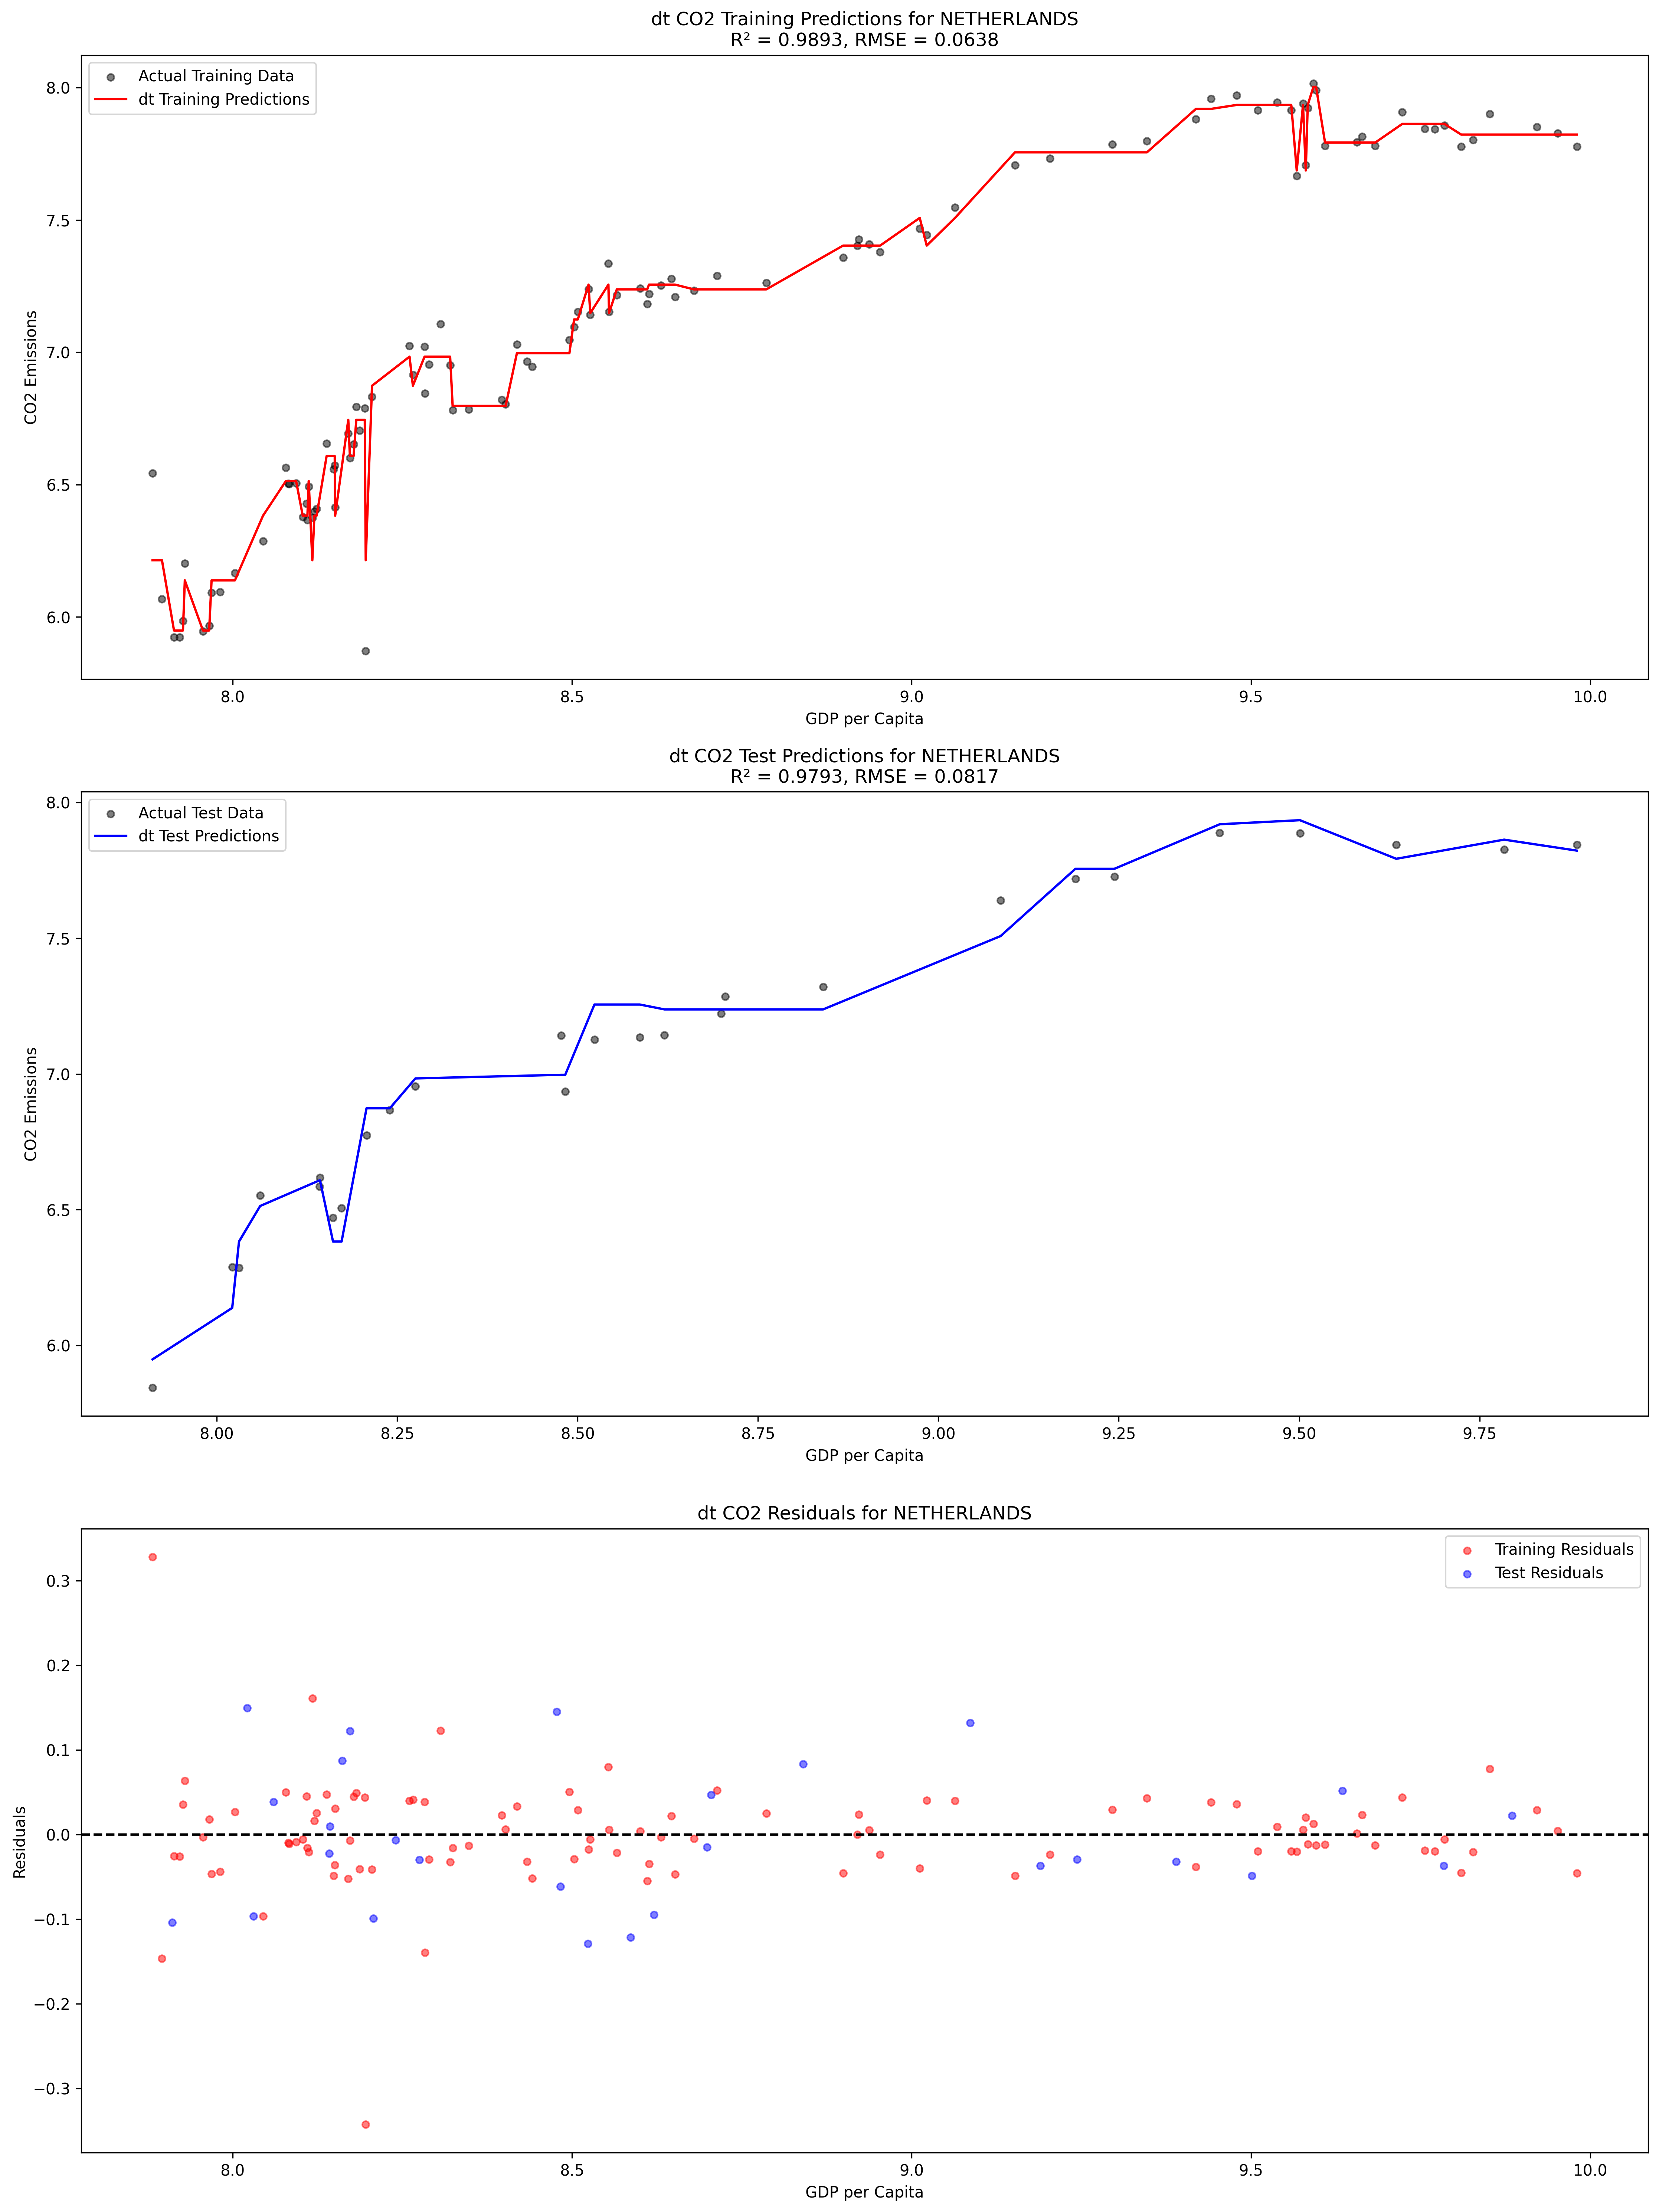 dt CO2 Training Predictions for NETHERLANDS
R² = 0.9893, RMSE = 0.0638
Actual Training Data
dt Training Predictions
8.0
7.5
7.0
6.5
6.0
CO2 Emissions
8.0 8.5 9.0 9.5 10.0
GDP per Capita
dt CO2 Test Predictions for NETHERLANDS
R² = 0.9793, RMSE = 0.0817
Actual Test Data
dt Test Predictions
8.0
7.5
7.0
6.5
6.0
CO2 Emissions
8.00 8.25 8.50 8.75 9.00 9.25 9.50 9.75
GDP per Capita
dt CO2 Residuals for NETHERLANDS
Training Residuals
Test Residuals
0.3
0.2
0.1
0.0
−0.1
−0.2
−0.3
Residuals
8.0 8.5 9.0 9.5 10.0
GDP per Capita